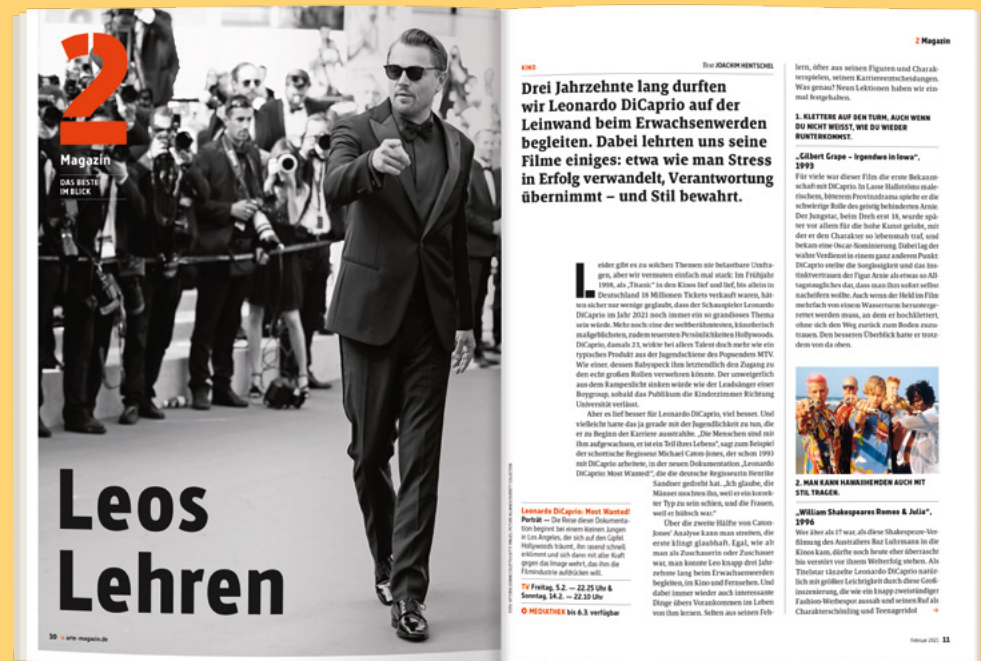 2
Magazin
DAS BESTE
IM BLICK
Leos
Lehren
10 arte-magazin.de
2 Magazin
KINO
Text JOACHIM HENTSCHEL
Drei Jahrzehnte lang durften
wir Leonardo DiCaprio auf der
Leinwand beim Erwachsenwerden
begleiten. Dabei lehrten uns seine
Filme einiges: etwa wie man Stress
in Erfolg verwandelt, Verantwortung
übernimmt – und Stil bewahrt.
Leider gibt es zu solchen Themen nie belastbare Umfra-
gen, aber wir vermuten einfach mal stark: Im Frühjahr
1998, als „Titanic" in den Kinos lief und lief, bis allein in
Deutschland 18 Millionen Tickets verkauft waren, hät-
ten sicher nur wenige geglaubt, dass der Schauspieler Leonardo
DiCaprio im Jahr 2021 noch immer ein so grandioses Thema
sein würde. Mehr noch: eine der weltberühmtesten, künstlerisch
maßgeblichsten, zudem teuersten Persönlichkeiten Hollywoods.
DiCaprio, damals 23, wirkte bei allem Talent doch mehr wie ein
typisches Produkt aus der Jugendschiene des Popsenders MTV.
Wie einer, dessen Babyspeck ihm letztendlich den Zugang zu
den echt großen Rollen verwehren könnte. Der unweigerlich
aus dem Rampenlicht sinken würde wie der Leadsänger einer
Boygroup, sobald das Publikum die Kinderzimmer Richtung
Universität verlässt.
Aber es lief besser für Leonardo DiCaprio, viel besser. Und
vielleicht hatte das ja gerade mit der Jugendlichkeit zu tun, die
er zu Beginn der Karriere ausstrahlte. „Die Menschen sind mit
ihm aufgewachsen, er ist ein Teil ihres Lebens", sagt zum Beispiel
der schottische Regisseur Michael Caton-Jones, der schon 1993
mit DiCaprio arbeitete, in der neuen Dokumentation „Leonardo
DiCaprio: Most Wanted!", die die deutsche Regisseurin Henrike
Sandner gedreht hat. „Ich glaube, die
Männer mochten ihn, weil er ein korrek-
ter Typ zu sein schien, und die Frauen,
weil er hübsch war."
Über die zweite Hälfte von Caton-
Jones' Analyse kann man streiten, die
erste klingt glaubhaft. Egal, wie alt
man als Zuschauerin oder Zuschauer
war, man konnte Leo knapp drei Jahr-
zehnte lang beim Erwachsenwerden
begleiten, im Kino und Fernsehen. Und
dabei immer wieder auch interessante
Dinge übers Vorankommen im Leben
von ihm lernen. Selten aus seinen Feh-
Leonardo DiCaprio: Most Wanted!
Porträt — Die Reise dieser Dokumenta-
tion beginnt bei einem kleinen Jungen
in Los Angeles, der sich auf den Gipfel
Hollywoods träumt, ihn rasend schnell
erklimmt und sich dann mit aller Kraft
gegen das Image wehrt, das ihm die
Filmindustrie aufdrücken will.
TV Freitag, 5.2. — 22.25 Uhr &
Sonntag, 14.2. — 22.10 Uhr
MEDIATHEK bis 6.3. verfügbar
lern, öfter aus seinen Figuren und Charak-
terspielen, seinen Karriereentscheidungen.
Was genau? Neun Lektionen haben wir ein-
mal festgehalten.
1. KLETTERE AUF DEN TURM, AUCH WENN
DU NICHT WEISST, WIE DU WIEDER
RUNTERKOMMST.
„Gilbert Grape – Irgendwo in Iowa",
1993
Für viele war dieser Film die erste Bekannt-
schaft mit DiCaprio. In Lasse Hallströms male-
rischem, bitterem Provinzdrama spielte er die
schwierige Rolle des geistig behinderten Arnie.
Der Jungstar, beim Dreh erst 18, wurde spä-
ter vor allem für die hohe Kunst gelobt, mit
der er den Charakter so lebensnah traf, und
bekam eine Oscar-Nominierung. Dabei lag der
wahre Verdienst in einem ganz anderen Punkt:
DiCaprio stellte die Sorglosigkeit und das Ins-
tinktvertrauen der Figur Arnie als etwas so All-
tagstaugliches dar, dass man ihm sofort selbst
nacheifern wollte. Auch wenn der Held im Film
mehrfach von einem Wasserturm herunterge-
rettet werden muss, an dem er hochklettert,
ohne sich den Weg zurück zum Boden zuzu-
trauen. Den besseren Überblick hatte er trotz-
dem von da oben.
2. MAN KANN HAWAIIHEMDEN AUCH MIT
STIL TRAGEN.
„William Shakespeares Romeo & Julia",
1996
Wer älter als 17 war, als diese Shakespeare-Ver-
filmung des Australiers Baz Luhrmann in die
Kinos kam, dürfte noch heute eher überrascht
bis verstört vor ihrem Welterfolg stehen. Als
Titelstar tänzelte Leonardo DiCaprio natür-
lich mit größter Leichtigkeit durch diese Groß-
inszenierung, die wie ein knapp zweistündiger
Fashion-Werbespot aussah und seinen Ruf als
Charakterschönling und Teenageridol
Februar 2021 11